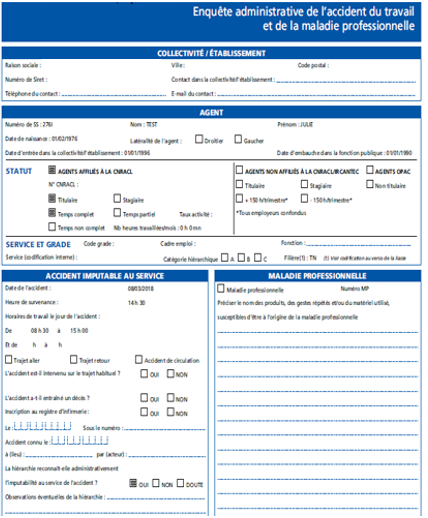 Enquête administrative de l'accident du travail
et de la maladie professionnelle
COLLECTIVITÉ / ÉTABLISSEMENT
Raison sociale : Ville : Code postal :
Numéro de Siret : Contact dans la collectivité/l'établissement :
Téléphone du contact : E-mail du contact :
AGENT
Numéro de SS : 276I Nom : TEST Prénom : JULIE
Date de naissance : 01/02/1976 Latéralité de l'agent : Droitier Gaucher
Date d'entrée dans la collectivité/l'établissement : 01/01/1996 Date d'embauche dans la fonction publique : 01/01/1990
STATUT AGENTS AFFILIÉS À LA CNRACL AGENTS NON AFFILIÉS À LA CNRACL/IRCANTEC AGENTS OPAC
N° CNRACL : Titulaire Stagiaire Non titulaire
Titulaire Stagiaire + 150 h/trimestre* - 150 h/trimestre*
Temps complet Temps partiel Taux activité : *Tous employeurs confondus
Temps non complet Nb heures travaillées/mois : 0 h 0 mn
SERVICE ET GRADE Code grade : Cadre emploi : Fonction :
Service (codification interne) : Catégorie hiérarchique A B C Filière(1) : TN (1) Voir codification au verso de la liasse
ACCIDENT IMPUTABLE AU SERVICE
Date de l'accident : 08/03/2018
Heure de survenance : 14 h 30
Horaires de travail le jour de l'accident :
De 08 h 30 à 15 h 00
Et de h à h
Trajet aller Trajet retour Accident de circulation
L'accident est-il intervenu sur le trajet habituel ? OUI NON
L'accident a-t-il entraîné un décès ? OUI NON
Inscription au registre d'infirmerie : OUI NON
Le : Sous le numéro :
Accident connu le :
à (lieu) : par (acteur) :
La hiérarchie reconnaît-elle administrativement
l'imputabilité au service de l'accident ? OUI NON DOUTE
Observations éventuelles de la hiérarchie :
MALADIE PROFESSIONNELLE
Maladie professionnelle Numéro MP
Préciser le nom des produits, des gestes répétés et/ou du matériel utilisé,
susceptibles d'être à l'origine de la maladie professionnelle